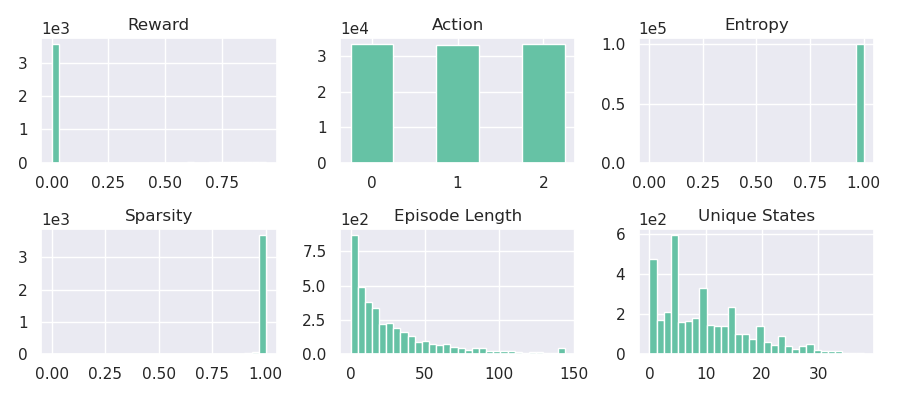 Reward
1e3
3
2
1
0
0.00 0.25 0.50 0.75
Action
1e4
3
2
1
0
0 1 2
Entropy
1e5
1.0
0.5
0.0
0.00 0.25 0.50 0.75 1.00
Sparsity
1e3
3
2
1
0
0.00 0.25 0.50 0.75 1.00
Episode Length
1e2
7.5
5.0
2.5
0.0
0 50 100 150
Unique States
1e2
6
4
2
0
0 10 20 30